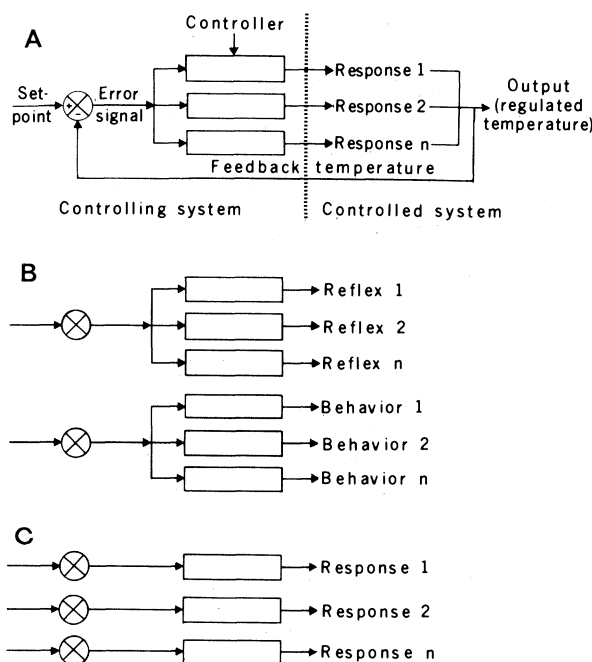 A
Controller
Set-
point
+
-
Error
signal
Response 1
Response 2
Response n
Output
(regulated
temperature)
Feedback temperature
Controlling system
Controlled system
B
Reflex 1
Reflex 2
Reflex n
Behavior 1
Behavior 2
Behavior n
C
Response 1
Response 2
Response n